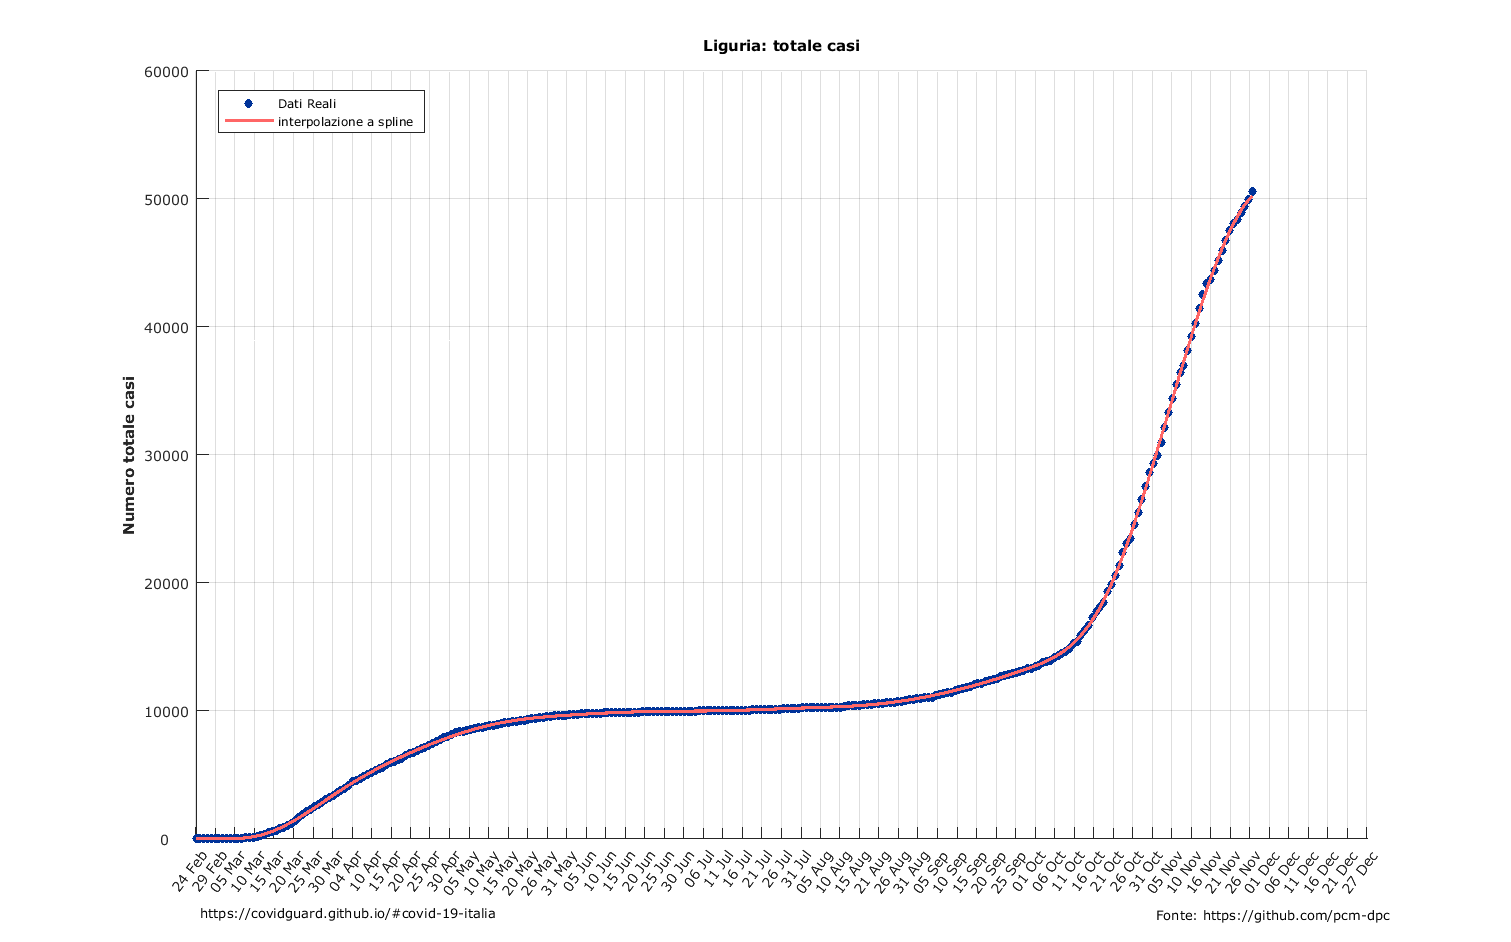 Liguria: totale casi
60000
50000
40000
30000
20000
10000
0
Dati Reali
interpolazione a spline
Numero totale casi
24 Feb
29 Feb
05 Mar
10 Mar
15 Mar
20 Mar
25 Mar
30 Mar
04 Apr
10 Apr
15 Apr
20 Apr
25 Apr
30 Apr
05 May
10 May
15 May
20 May
26 May
31 May
05 Jun
10 Jun
15 Jun
20 Jun
25 Jun
30 Jun
06 Jul
11 Jul
16 Jul
21 Jul
26 Jul
31 Jul
05 Aug
10 Aug
15 Aug
21 Aug
26 Aug
31 Aug
05 Sep
10 Sep
15 Sep
20 Sep
25 Sep
01 Oct
06 Oct
11 Oct
16 Oct
21 Oct
26 Oct
31 Oct
05 Nov
10 Nov
16 Nov
21 Nov
26 Nov
01 Dec
06 Dec
11 Dec
16 Dec
21 Dec
27 Dec
https://covidguard.github.io/#covid-19-italia
Fonte: https://github.com/pcm-dpc